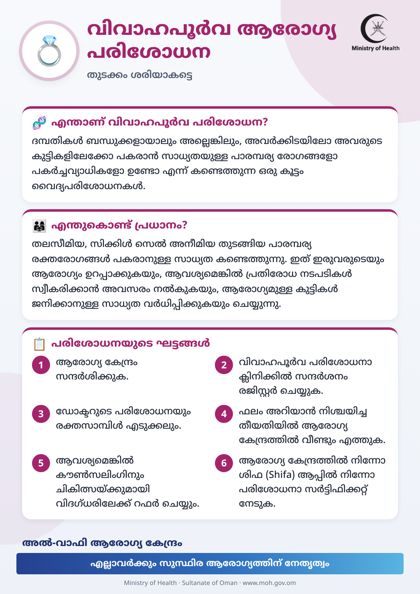 വിവാഹപൂർവ ആരോഗ്യ
പരിശോധന
തുടക്കം ശരിയാകട്ടെ
Ministry of Health
എന്താണ് വിവാഹപൂർവ പരിശോധന?
ദമ്പതികൾ ബന്ധുക്കളായാലും അല്ലെങ്കിലും, അവർക്കിടയിലോ അവരുടെ
കുട്ടികളിലേക്കോ പകരാൻ സാധ്യതയുള്ള പാരമ്പര്യ രോഗങ്ങളോ
പകർച്ചവ്യാധികളോ ഉണ്ടോ എന്ന് കണ്ടെത്തുന്ന ഒരു കൂട്ടം
വൈദ്യപരിശോധനകൾ.
എന്തുകൊണ്ട് പ്രധാനം?
തലസീമിയ, സിക്കിൾ സെൽ അനീമിയ തുടങ്ങിയ പാരമ്പര്യ
രക്തരോഗങ്ങൾ പകരാനുള്ള സാധ്യത കണ്ടെത്തുന്നു. ഇത് ഇരുവരുടെയും
ആരോഗ്യം ഉറപ്പാക്കുകയും, ആവശ്യമെങ്കിൽ പ്രതിരോധ നടപടികൾ
സ്വീകരിക്കാൻ അവസരം നൽകുകയും, ആരോഗ്യമുള്ള കുട്ടികൾ
ജനിക്കാനുള്ള സാധ്യത വർധിപ്പിക്കുകയും ചെയ്യുന്നു.
പരിശോധനയുടെ ഘട്ടങ്ങൾ
1 ആരോഗ്യ കേന്ദ്രം
സന്ദർശിക്കുക.
2 വിവാഹപൂർവ പരിശോധനാ
ക്ലിനിക്കിൽ സന്ദർശനം
രജിസ്റ്റർ ചെയ്യുക.
3 ഡോക്ടറുടെ പരിശോധനയും
രക്തസാമ്പിൾ എടുക്കലും.
4 ഫലം അറിയാൻ നിശ്ചയിച്ച
തീയതിയിൽ ആരോഗ്യ
കേന്ദ്രത്തിൽ വീണ്ടും എത്തുക.
5 ആവശ്യമെങ്കിൽ
കൗൺസലിംഗിനും
ചികിത്സയ്ക്കുമായി
വിദഗ്ധരിലേക്ക് റഫർ ചെയ്യും.
6 ആരോഗ്യ കേന്ദ്രത്തിൽ നിന്നോ
ശിഫ (Shifa) ആപ്പിൽ നിന്നോ
പരിശോധനാ സർട്ടിഫിക്കറ്റ്
നേടുക.
അൽ-വാഫി ആരോഗ്യ കേന്ദ്രം
എല്ലാവർക്കും സുസ്ഥിര ആരോഗ്യത്തിന് നേതൃത്വം
Ministry of Health · Sultanate of Oman · www.moh.gov.om